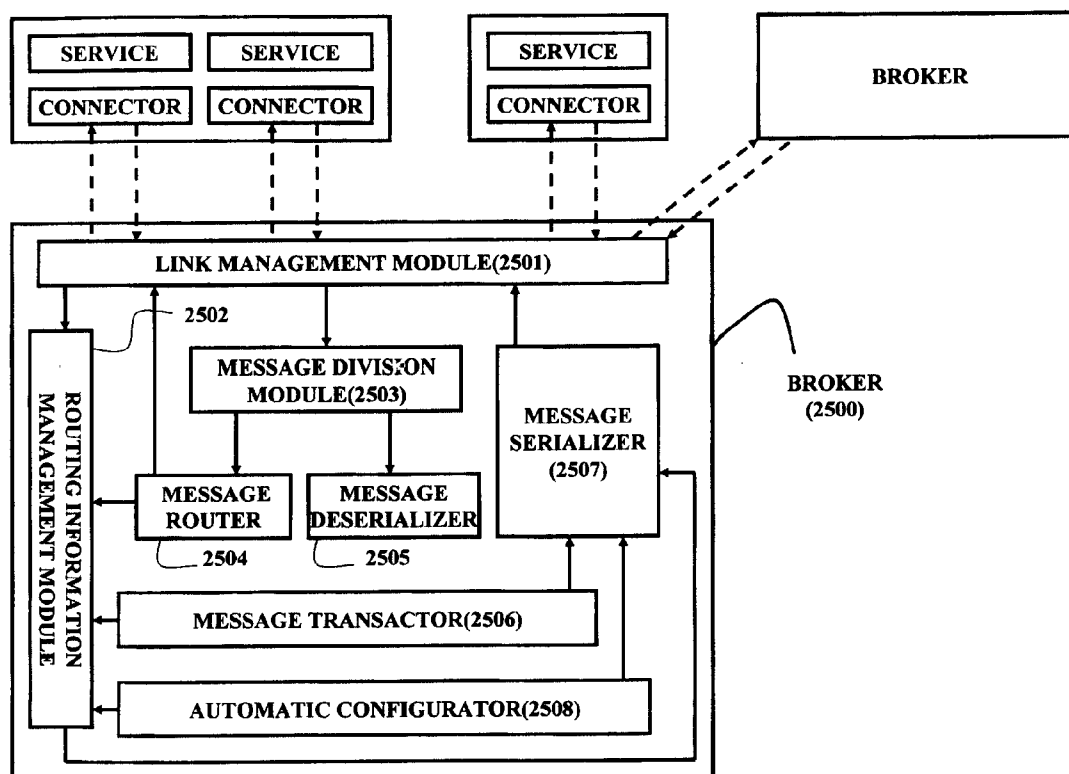 SERVICE
SERVICE
SERVICE
BROKER
CONNECTOR
CONNECTOR
CONNECTOR
LINK MANAGEMENT MODULE(2501)
2502
MESSAGE DIVISION
MODULE(2503)
MESSAGE
SERIALIZER
(2507)
BROKER
(2500)
ROUTING INFORMATION
MANAGEMENT MODULE
MESSAGE
ROUTER
MESSAGE
DESERIALIZER
2504
2505
MESSAGE TRANSACTOR(2506)
AUTOMATIC CONFIGURATOR(2508)